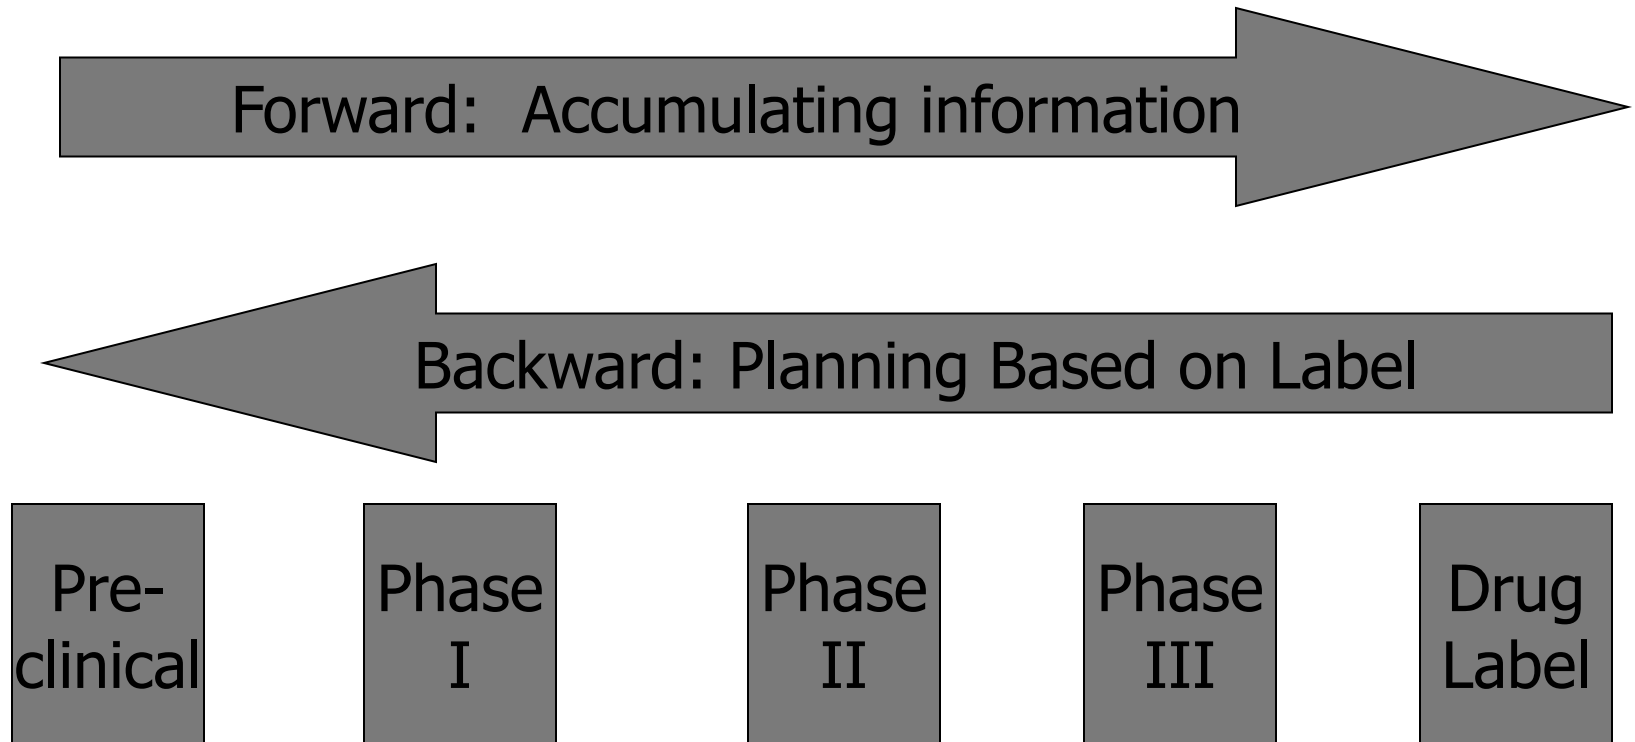 Forward:  Accumulating information
Backward: Planning Based on Label
Pre-
clinical
Phase
I
Phase
II
Phase
III
Drug
Label